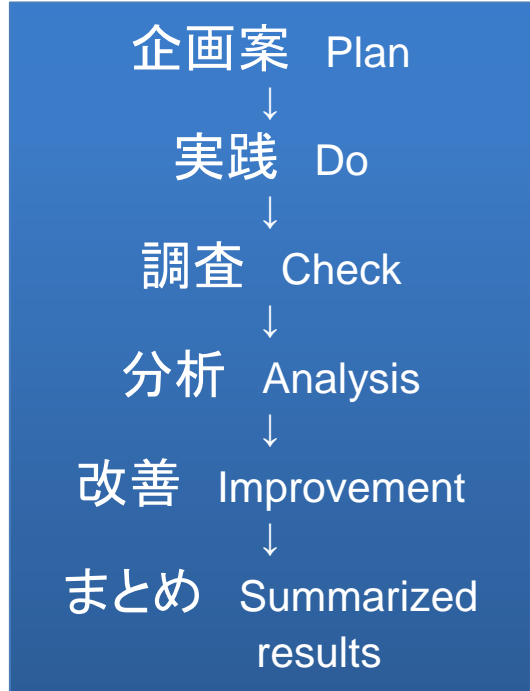 企画案 Plan
↓
実践 Do
↓
調査 Check
↓
分析 Analysis
↓
改善 Improvement
↓
まとめ Summarized
results